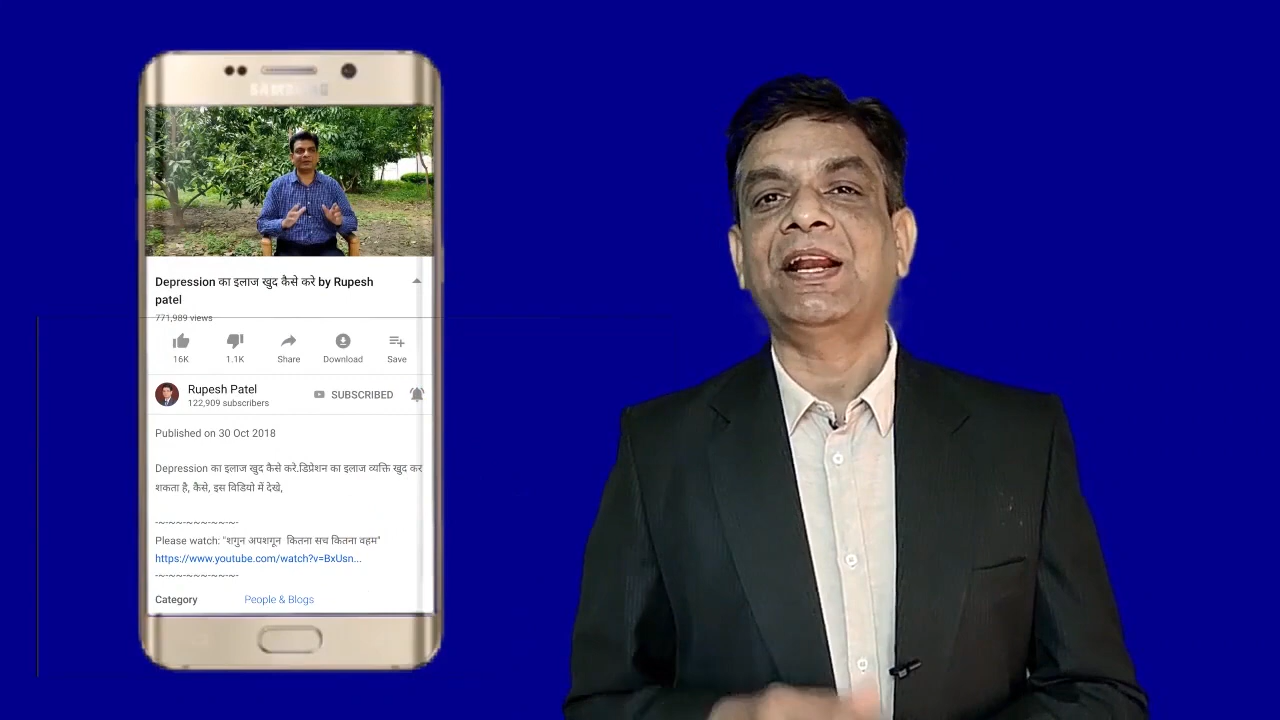 SAMSUNG
Depression का इलाज खुद कैसे करे by Rupesh
patel
771,989 views
16K
1.1K
Share
Download
Save
Rupesh Patel
122,909 subscribers
SUBSCRIBED
Published on 30 Oct 2018
Depression का इलाज खुद कैसे करे.डिप्रेशन का इलाज व्यक्ति खुद कर
शकता है, कैसे, इस विडियो में देखे,
-~-~~-~~~-~~-~-
Please watch: "शगुन अपशगून कितना सच कितना वहम"
https://www.youtube.com/watch?v=BxUsn...
-~-~~-~~~-~~-~-
Category
People & Blogs